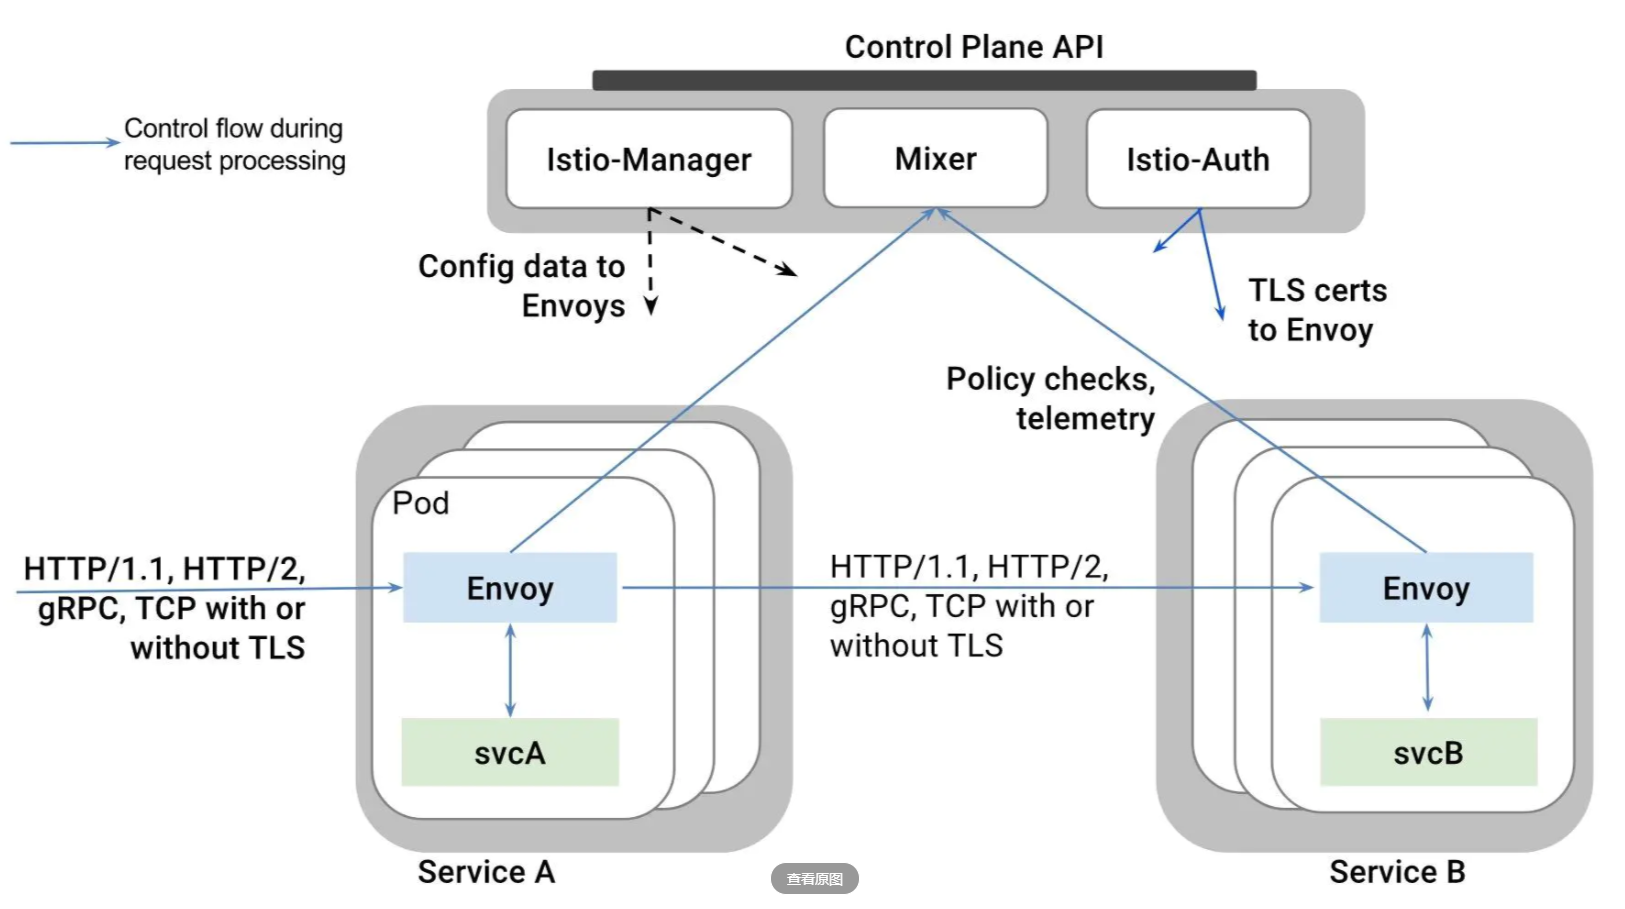 Control Plane API
Control flow during
request processing
Istio-Manager
Mixer
Istio-Auth
Config data to
Envoys
TLS certs
to Envoy
Policy checks,
telemetry
Pod
HTTP/1.1, HTTP/2,
gRPC, TCP with or
without TLS
Envoy
HTTP/1.1, HTTP/2,
gRPC, TCP with or
without TLS
Envoy
svcA
svcB
Service A
Service B
查看原图